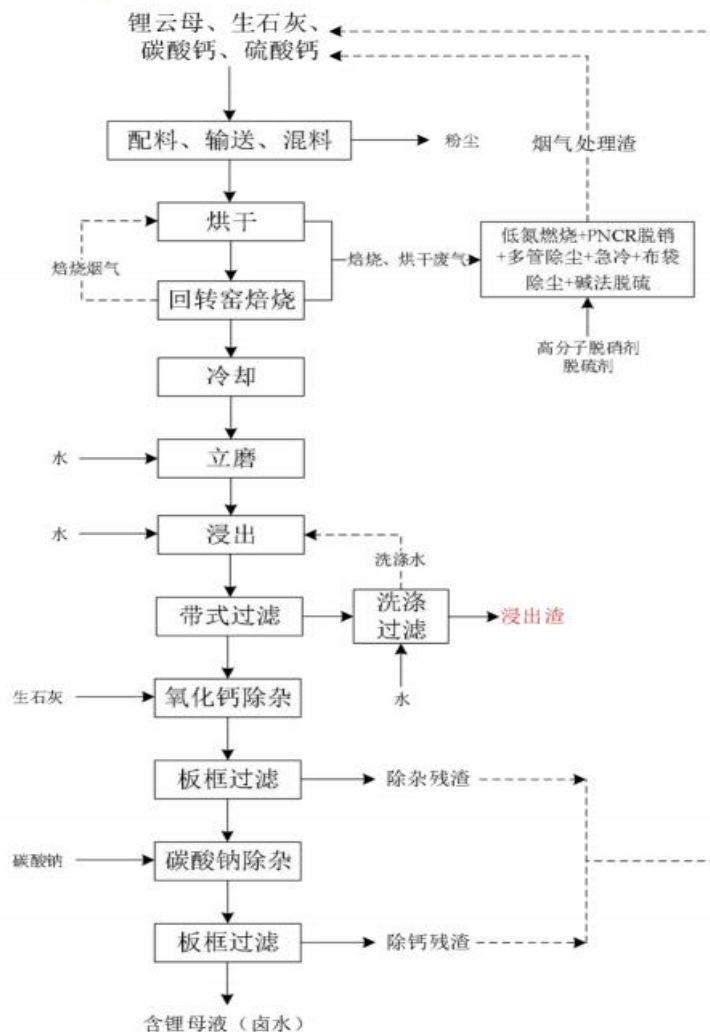 锂云母、生石灰、
碳酸钙、硫酸钙
配料、输送、混料
粉尘
烟气处理渣
烘干
焙烧烟气
焙烧、烘干废气
低氮燃烧+PNCR脱销
+多管除尘+急冷+布袋
除尘+碱法脱硫
回转窑焙烧
高分子脱硝剂
脱硫剂
冷却
水
立磨
水
浸出
洗涤水
带式过滤
洗涤
过滤
浸出渣
水
生石灰
氧化钙除杂
板框过滤
除杂残渣
碳酸钠
碳酸钠除杂
板框过滤
除钙残渣
含锂母液（卤水）